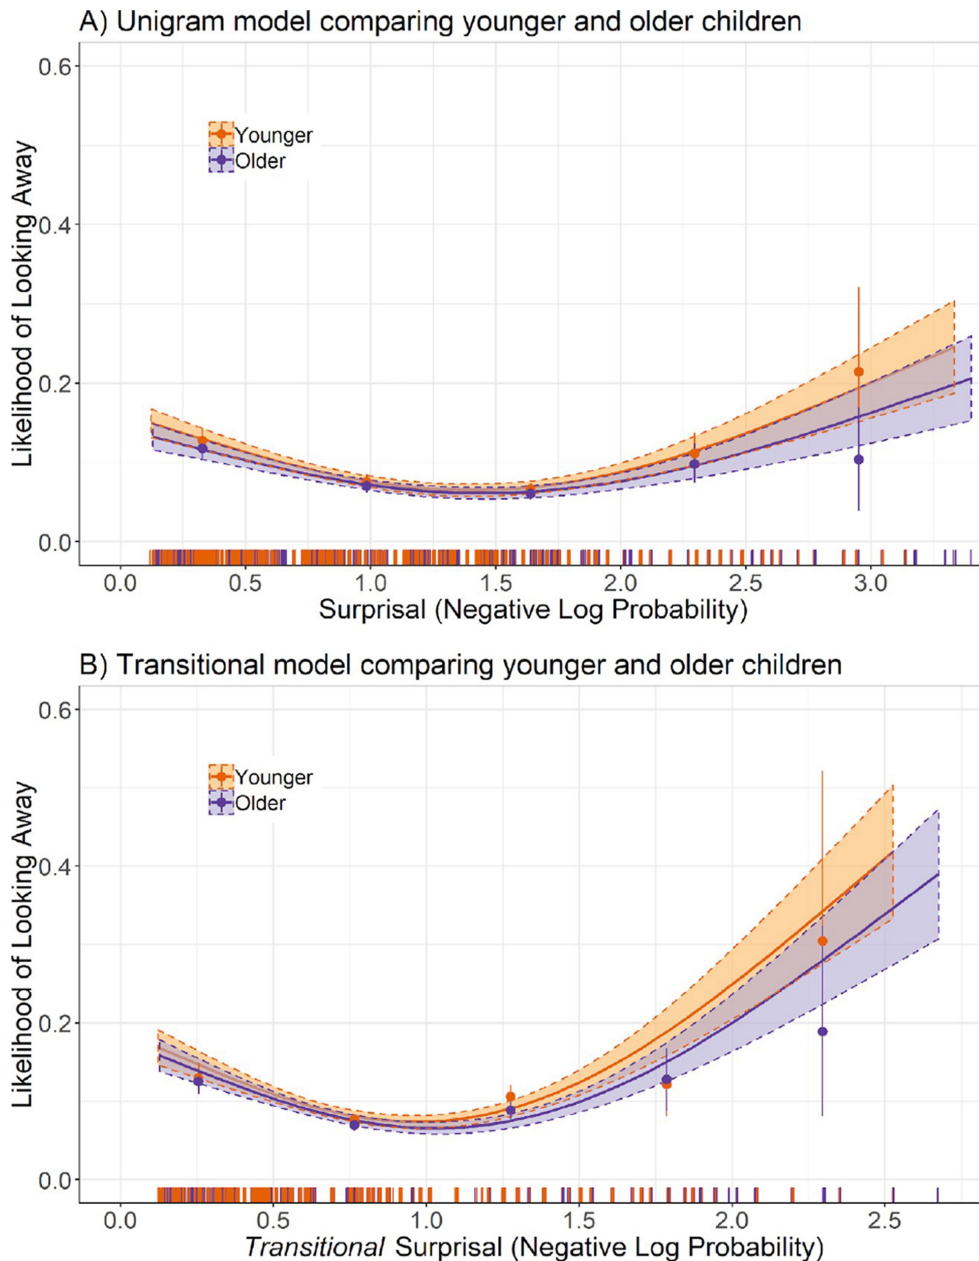 A) Unigram model comparing younger and older children
Likelihood of Looking Away
0.6
0.4
0.2
0.0
Younger
Older
0.0 0.5 1.0 1.5 2.0 2.5 3.0
Surprisal (Negative Log Probability)
B) Transitional model comparing younger and older children
Likelihood of Looking Away
0.6
0.4
0.2
0.0
Younger
Older
0.0 0.5 1.0 1.5 2.0 2.5
Transitional Surprisal (Negative Log Probability)